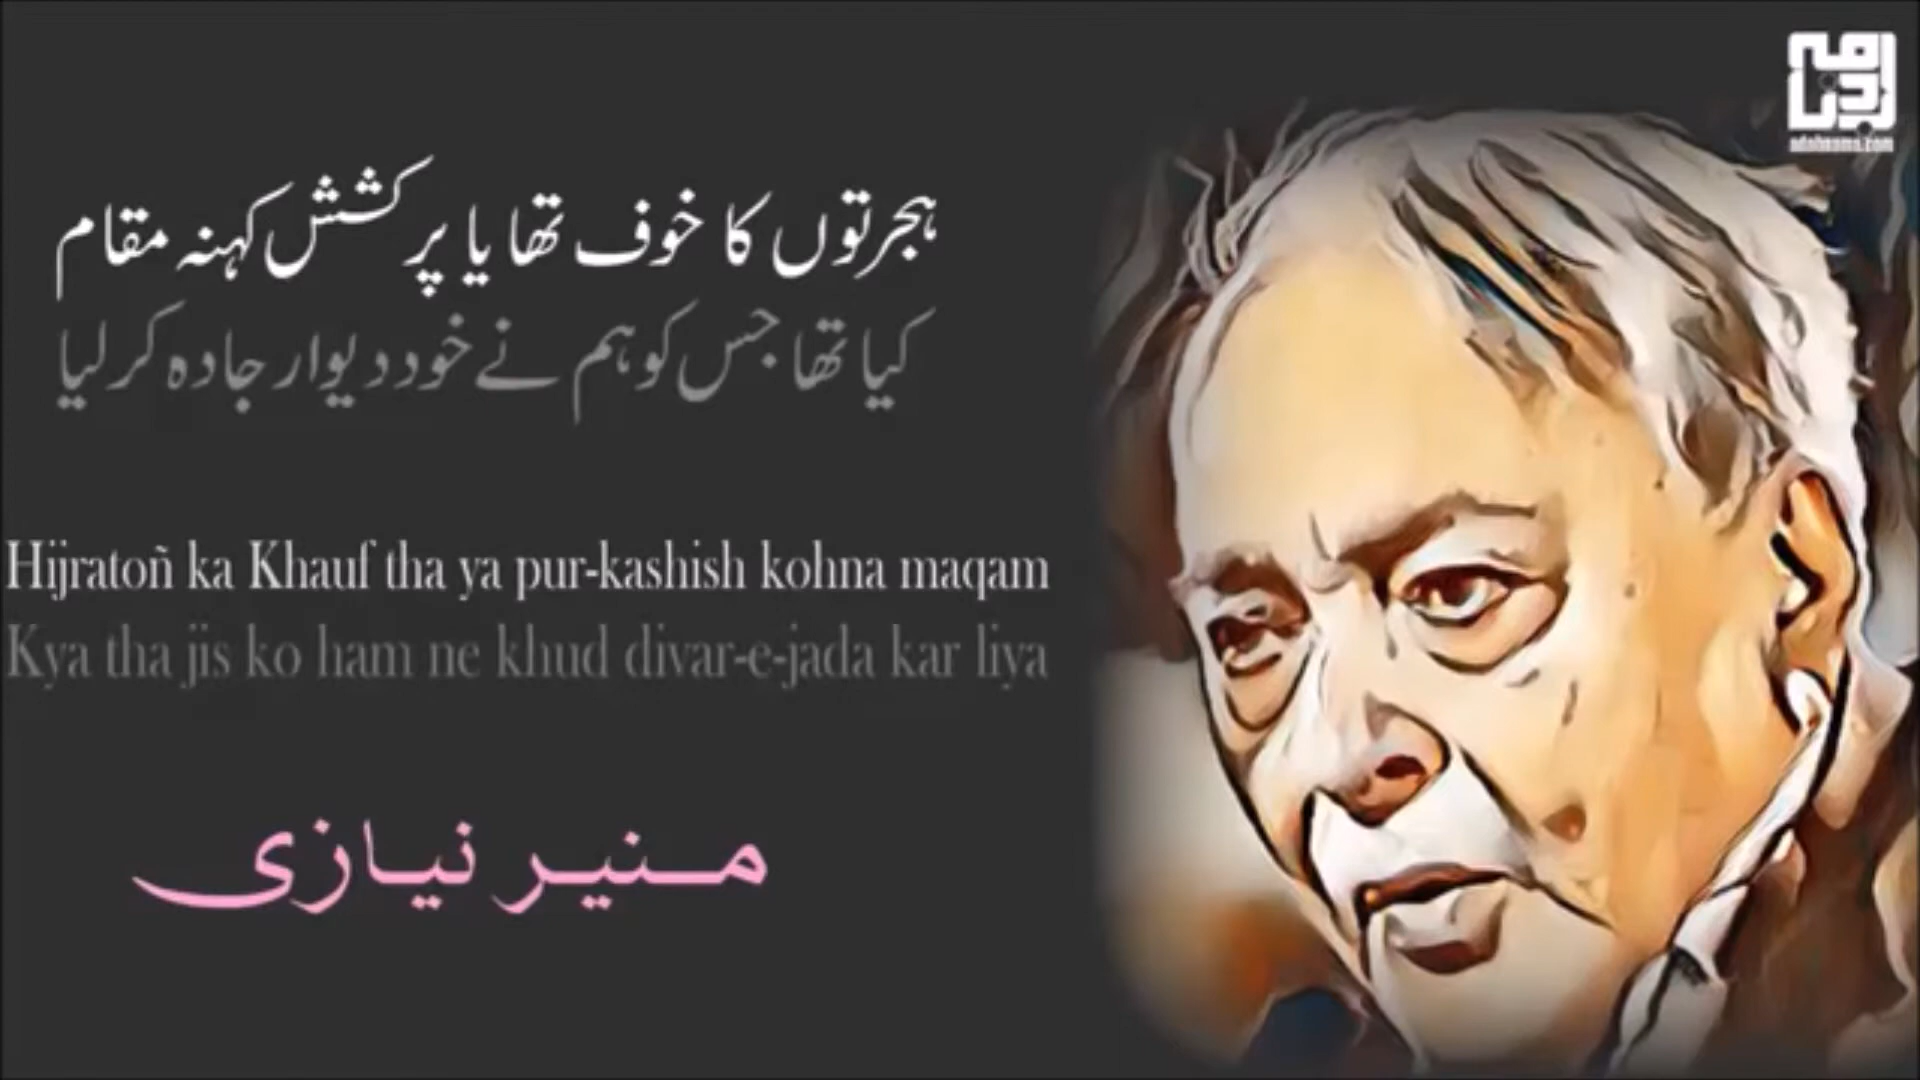 ہجرتوں کا خوف تھا یا پر کشش کہنہ مقام
کیا تھا جس کو ہم نے خود دیوار جادہ کر لیا
Hijratoñ ka Khauf tha ya pur-kashish kohna maqam
Kya tha jis ko ham ne khud divar-e-jada kar liya
منیر نیازی
adabnama.com